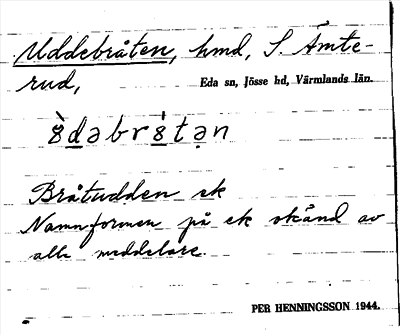 Uddebråten, hmd, S. Ämte-
rud,
Eda sn, Jösse hd, Värmlands län.
Bråtudden ek
Namnformen på ek okänd av
alla meddelare.
PER HENNINGSSON 1944.